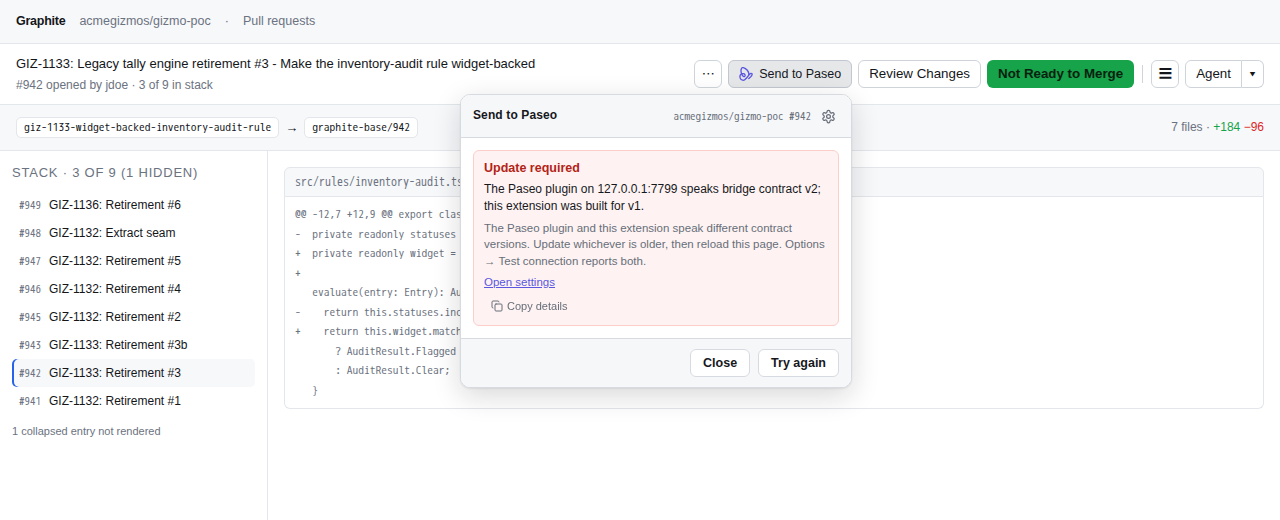 Graphite acmegizmos/gizmo-poc · Pull requests
GIZ-1133: Legacy tally engine retirement #3 - Make the inventory-audit rule widget-backed
#942 opened by jdoe · 3 of 9 in stack
··· Send to Paseo Review Changes Not Ready to Merge Agent ▾
giz-1133-widget-backed-inventory-audit-rule → graphite-base/942
7 files · +184 −96
Send to Paseo acmegizmos/gizmo-poc #942
Update required
The Paseo plugin on 127.0.0.1:7799 speaks bridge contract v2;
this extension was built for v1.
The Paseo plugin and this extension speak different contract
versions. Update whichever is older, then reload this page. Options
→ Test connection reports both.
Open settings
Copy details
Close Try again
STACK · 3 OF 9 (1 HIDDEN)
#949 GIZ-1136: Retirement #6
#948 GIZ-1132: Extract seam
#947 GIZ-1132: Retirement #5
#946 GIZ-1132: Retirement #4
#945 GIZ-1132: Retirement #2
#943 GIZ-1133: Retirement #3b
#942 GIZ-1133: Retirement #3
#941 GIZ-1132: Retirement #1
1 collapsed entry not rendered
src/rules/inventory-audit.ts
@@ -12,7 +12,9 @@ export clas
- private readonly statuses
+ private readonly widget =
+
evaluate(entry: Entry): Au
- return this.statuses.inc
+ return this.widget.match
? AuditResult.Flagged
: AuditResult.Clear;
}